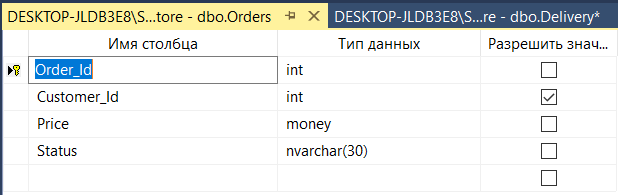 DESKTOP-JLDB3E8\S...tore - dbo.Orders DESKTOP-JLDB3E8\S...re - dbo.Delivery*
Имя столбца Тип данных Разрешить знач...
Order_Id int
Customer_Id int
Price money
Status nvarchar(30)